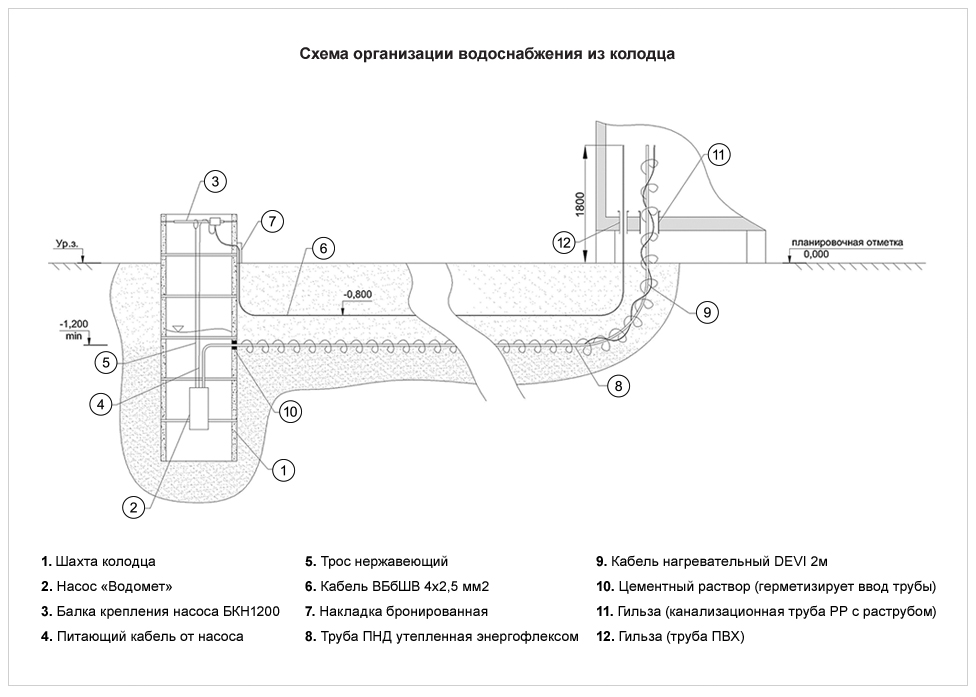 Схема организации водоснабжения из колодца
11
3
1800
7
12
6
Ур.з.
планировочная отметка
0,000
-0,800
9
-1,200
min
5
8
4
10
1
2
1. Шахта колодца
2. Насос «Водомет»
3. Балка крепления насоса БКН1200
4. Питающий кабель от насоса
5. Трос нержавеющий
6. Кабель ВБбШВ 4х2,5 мм2
7. Накладка бронированная
8. Труба ПНД утепленная энергофлексом
9. Кабель нагревательный DEVI 2м
10. Цементный раствор (герметизирует ввод трубы)
11. Гильза (канализационная труба РР с раструбом)
12. Гильза (труба ПВХ)